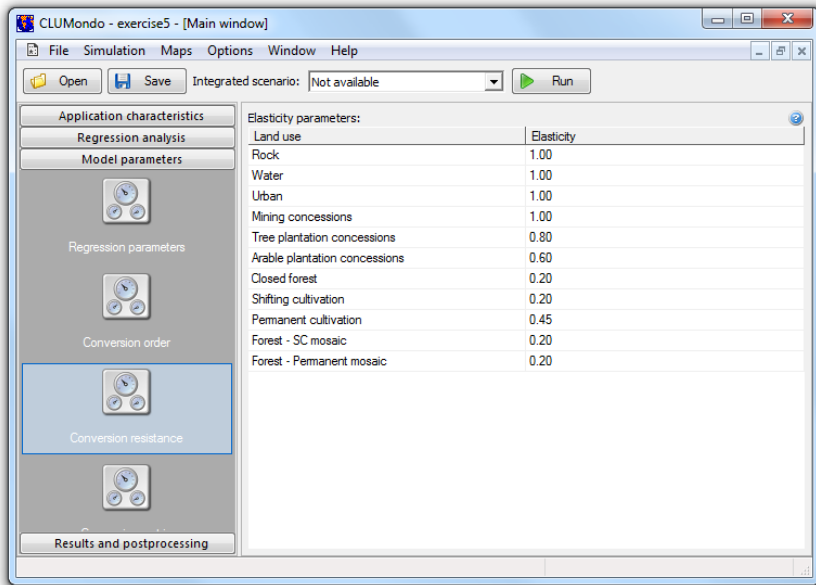 CLUMondo - exercise5 - [Main window]
File Simulation Maps Options Window Help
Open Save Integrated scenario: Not available Run
Application characteristics
Regression analysis
Model parameters
Regression parameters
Conversion order
Conversion resistance
Results and postprocessing
Elasticity parameters:
Land use Elasticity
Rock 1.00
Water 1.00
Urban 1.00
Mining concessions 1.00
Tree plantation concessions 0.80
Arable plantation concessions 0.60
Closed forest 0.20
Shifting cultivation 0.20
Permanent cultivation 0.45
Forest - SC mosaic 0.20
Forest - Permanent mosaic 0.20